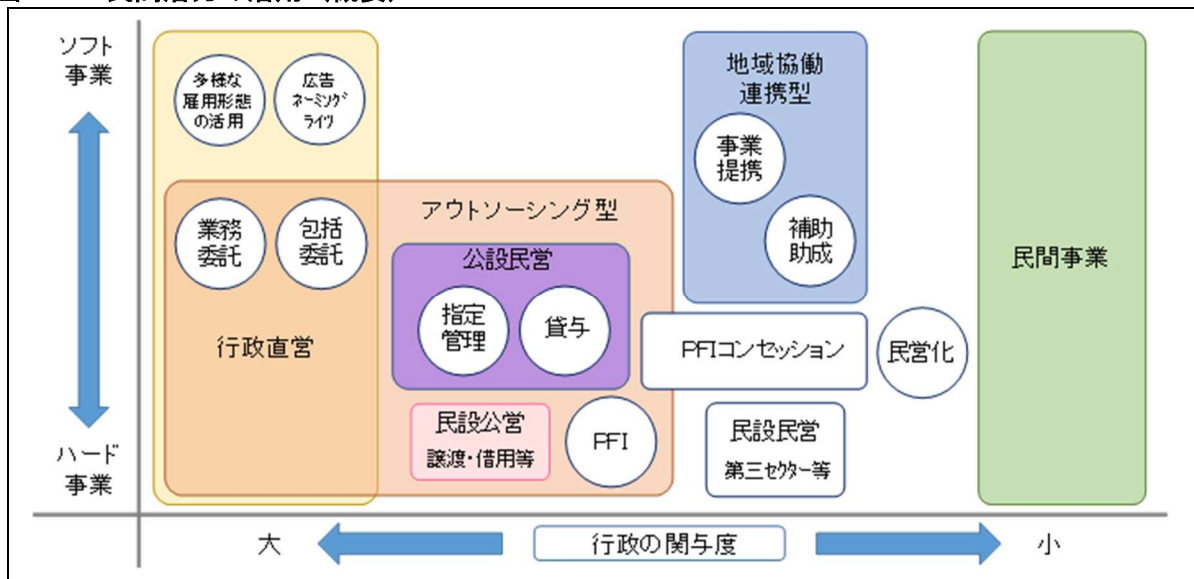 ソフト
事業
多様な
雇用形態
の活用
広告
ネーミング
ライツ
地域協働
連携型
事業
提携
補助
助成
アウトソーシング型
業務
委託
包括
委託
公設民営
指定
管理
貸与
行政直営
PFIコンセッション
民営化
民間事業
民設公営
譲渡・借用等
PFI
民設民営
第三セクター等
ハード
事業
大
行政の関与度
小